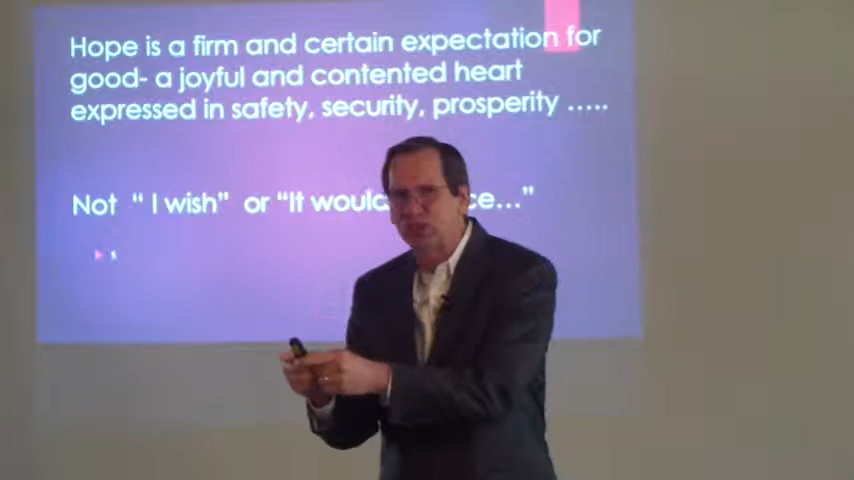 Hope is a firm and certain expectation for
good- a joyful and contented heart
expressed in safety, security, prosperity .....
Not " I wish" or "It would ce..."